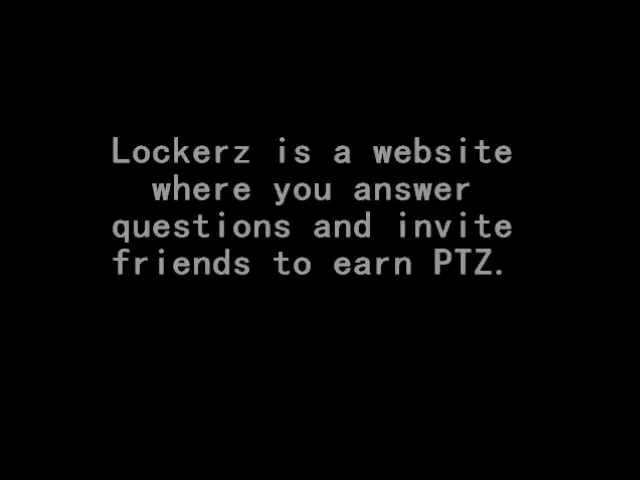 Lockerz is a website
where you answer
questions and invite
friends to earn PTZ.